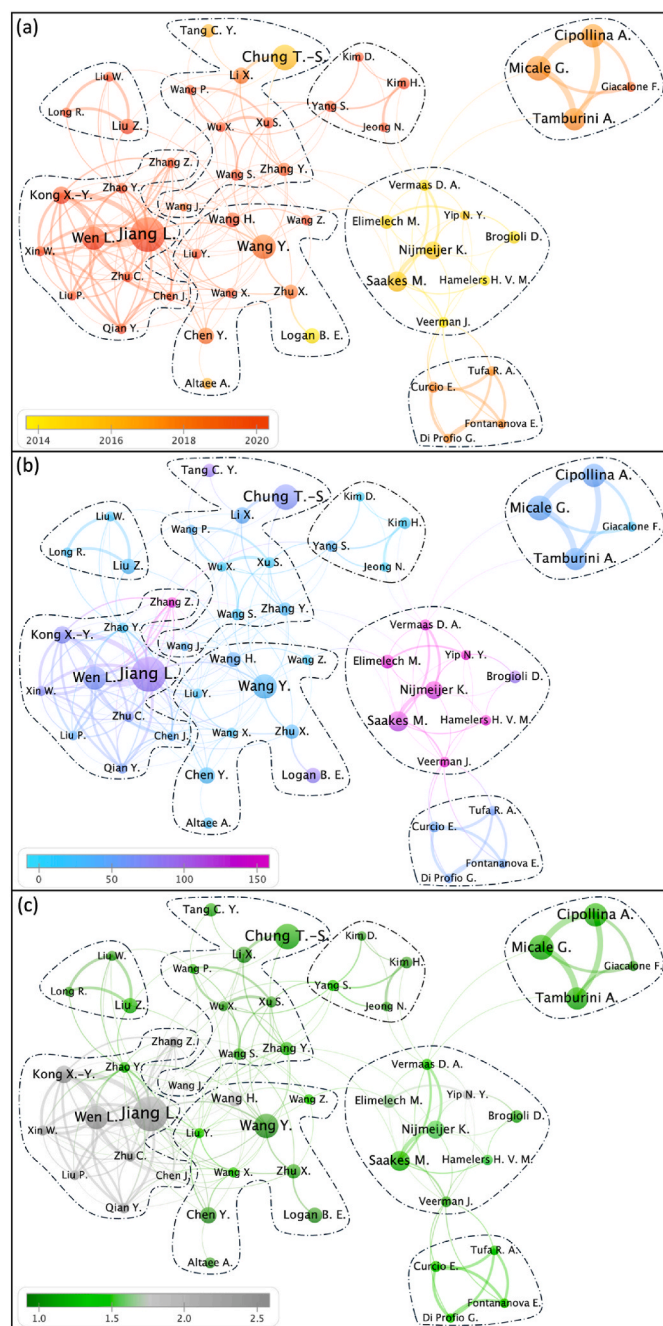 (a)
Tang C. Y.
Chung T.-S.
Cipollina A.
Liu W.
Li X.
Kim D.
Micale G.
Wang P.
Kim H.
Giacalone F.
Long R.
Liu Z.
Wu X.
Xu S.
Yang S.
Jeong N.
Tamburini A.
Zhang Z.
Zhang Y.
Kong X.-Y.
Zhao Y.
Wang S.
Vermaas D. A.
Wang J.
Wang H.
Wang Z.
Elimelech M.
Yip N. Y.
Wen L.
Jiang L.
Wang Y.
Nijmeijer K.
Brogioli D.
Xin W.
Liu Y.
Zhu C.
Saakes M.
Hamelers H. V. M.
Liu P.
Chen J.
Wang X.
Zhu X.
Qian Y.
Chen Y.
Logan B. E.
Veerman J.
Altaee A.
Tufa R. A.
Curcio E.
Fontananova E.
Di Profio G.
2014 2016 2018 2020
(b)
Tang C. Y.
Chung T.-S.
Cipollina A.
Liu W.
Li X.
Kim D.
Micale G.
Wang P.
Kim H.
Giacalone F.
Long R.
Liu Z.
Wu X.
Xu S.
Yang S.
Jeong N.
Tamburini A.
Zhang Z.
Zhang Y.
Kong X.-Y.
Zhao Y.
Wang S.
Vermaas D. A.
Wang J.
Wang H.
Wang Z.
Elimelech M.
Yip N. Y.
Wen L.
Jiang L.
Wang Y.
Nijmeijer K.
Brogioli D.
Xin W.
Liu Y.
Zhu C.
Saakes M.
Hamelers H. V. M.
Liu P.
Chen J.
Wang X.
Zhu X.
Qian Y.
Chen Y.
Logan B. E.
Veerman J.
Altaee A.
Tufa R. A.
Curcio E.
Fontananova E.
Di Profio G.
0 50 100 150
(c)
Tang C. Y.
Chung T.-S.
Cipollina A.
Liu W.
Li X.
Kim D.
Micale G.
Wang P.
Kim H.
Giacalone F.
Long R.
Liu Z.
Wu X.
Xu S.
Yang S.
Jeong N.
Tamburini A.
Zhang Z.
Zhang Y.
Kong X.-Y.
Zhao Y.
Wang S.
Vermaas D. A.
Wang J.
Wang H.
Wang Z.
Elimelech M.
Yip N. Y.
Wen L.
Jiang L.
Wang Y.
Nijmeijer K.
Brogioli D.
Xin W.
Liu Y.
Zhu C.
Saakes M.
Hamelers H. V. M.
Liu P.
Chen J.
Wang X.
Zhu X.
Qian Y.
Chen Y.
Logan B. E.
Veerman J.
Altaee A.
Tufa R. A.
Curcio E.
Fontananova E.
Di Profio G.
1.0 1.5 2.0 2.5